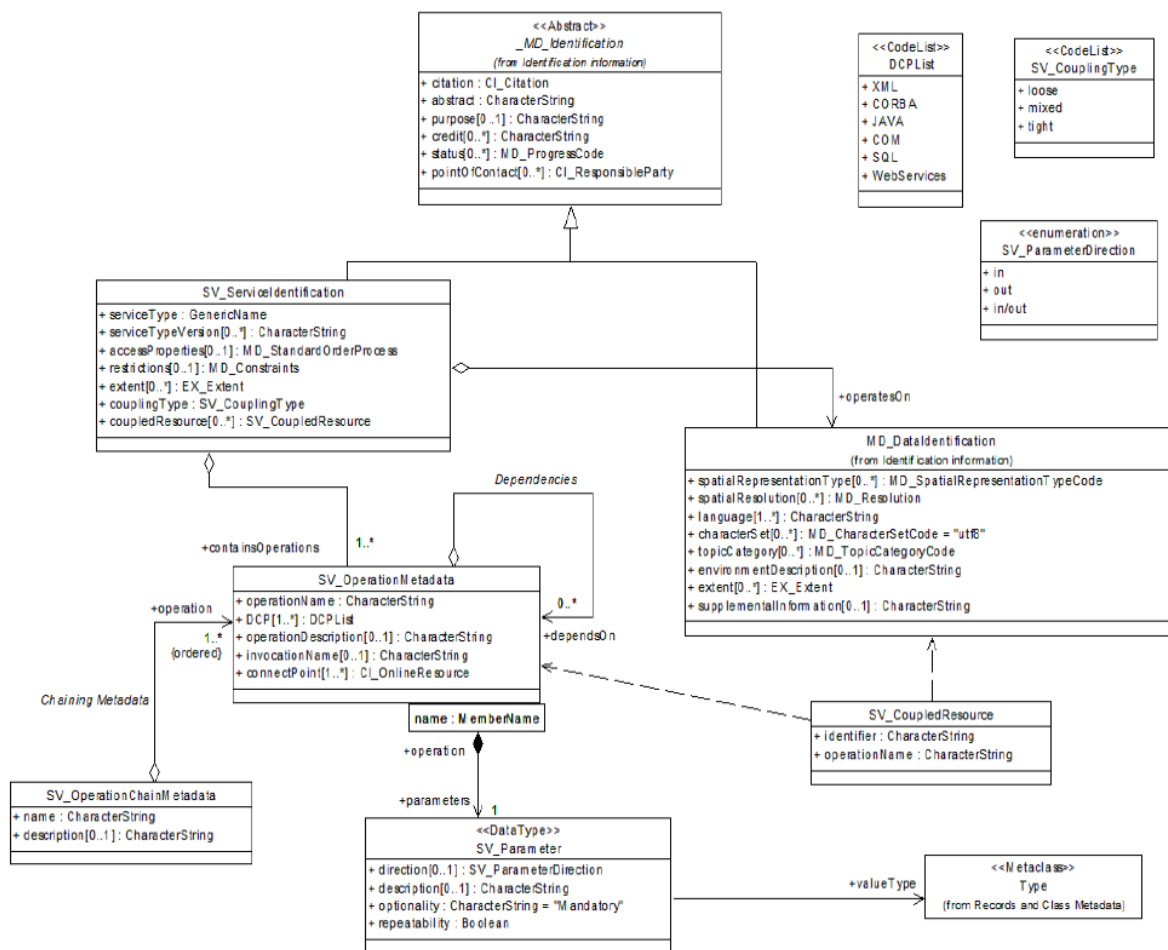 <<Abstract>>
_MD_Identification
(from Identification information)
+ citation : CI_Citation
+ abstract : CharacterString
+ purpose[0..1] : CharacterString
+ credit[0..*] : CharacterString
+ status[0..*] : MD_ProgressCode
+ pointOfContact[0..*] : CI_ResponsibleParty
<<CodeList>>
DCPList
+ XML
+ CORBA
+ JAVA
+ COM
+ SQL
+ WebServices
<<CodeList>>
SV_CouplingType
+ loose
+ mixed
+ tight
<<enumeration>>
SV_ParameterDirection
+ in
+ out
+ in/out
SV_ServiceIdentification
+ serviceType : GenericName
+ serviceTypeVersion[0..*] : CharacterString
+ accessProperties[0..1] : MD_StandardOrderProcess
+ restrictions[0..1] : MD_Constraints
+ extent[0..*] : EX_Extent
+ couplingType : SV_CouplingType
+ coupledResource[0..*] : SV_CoupledResource
+operatesOn
MD_DataIdentification
(from Identification information)
+ spatialRepresentationType[0..*] : MD_SpatialRepresentationTypeCode
+ spatialResolution[0..*] : MD_Resolution
+ language[1..*] : CharacterString
+ characterSet[0..*] : MD_CharacterSetCode = "utf8"
+ topicCategory[0..*] : MD_TopicCategoryCode
+ environmentDescription[0..1] : CharacterString
+ extent[0..*] : EX_Extent
+ supplementalInformation[0..1] : CharacterString
Dependencies
+containsOperations
1..*
SV_OperationMetadata
+ operationName : CharacterString
+ DCP[1..*] : DCPList
+ operationDescription[0..1] : CharacterString
+ invocationName[0..1] : CharacterString
+ connectPoint[1..*] : CI_OnlineResource
0..*
+dependsOn
+operation
1..*
{ordered}
Chaining Metadata
name : MemberName
+operation
SV_CoupledResource
+ identifier : CharacterString
+ operationName : CharacterString
SV_OperationChainMetadata
+ name : CharacterString
+ description[0..1] : CharacterString
+parameters
1
<<DataType>>
SV_Parameter
+ direction[0..1] : SV_ParameterDirection
+ description[0..1] : CharacterString
+ optionality : CharacterString = "Mandatory"
+ repeatability : Boolean
+valueType
<<Metaclass>>
Type
(from Records and Class Metadata)